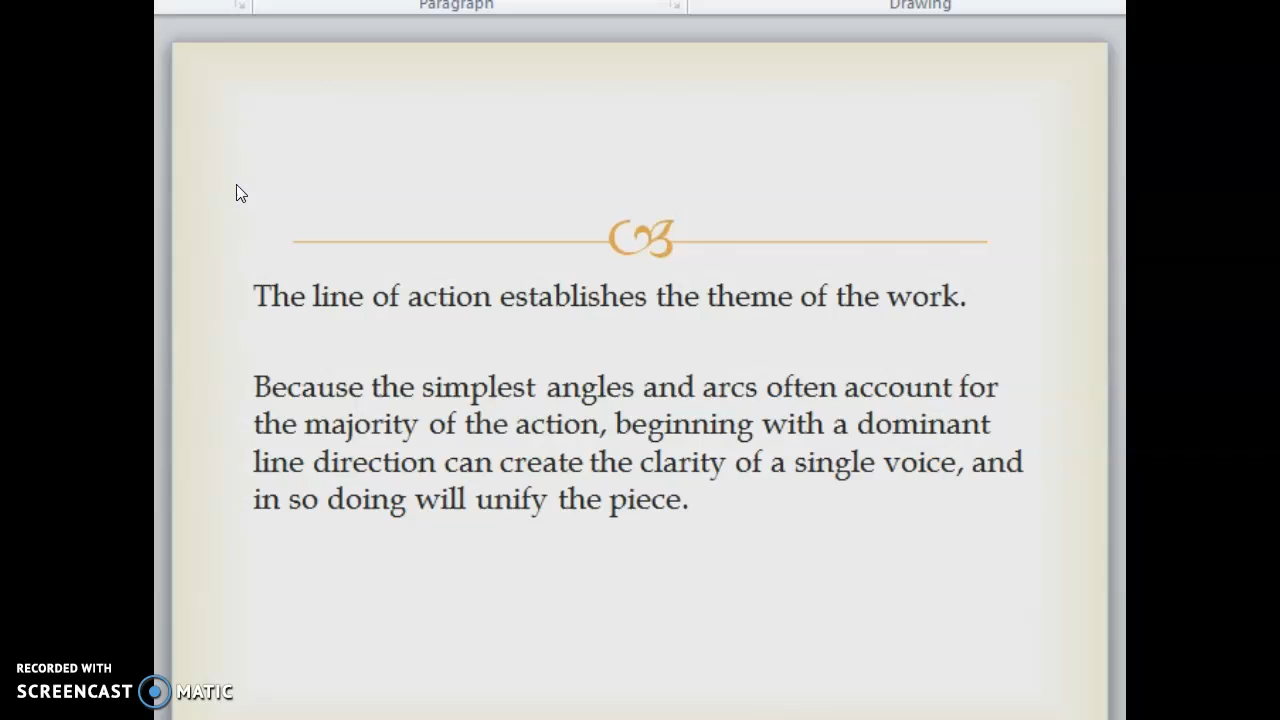 Paragraph
Drawing
The line of action establishes the theme of the work.
Because the simplest angles and arcs often account for
the majority of the action, beginning with a dominant
line direction can create the clarity of a single voice, and
in so doing will unify the piece.
RECORDED WITH
SCREENCAST MATIC